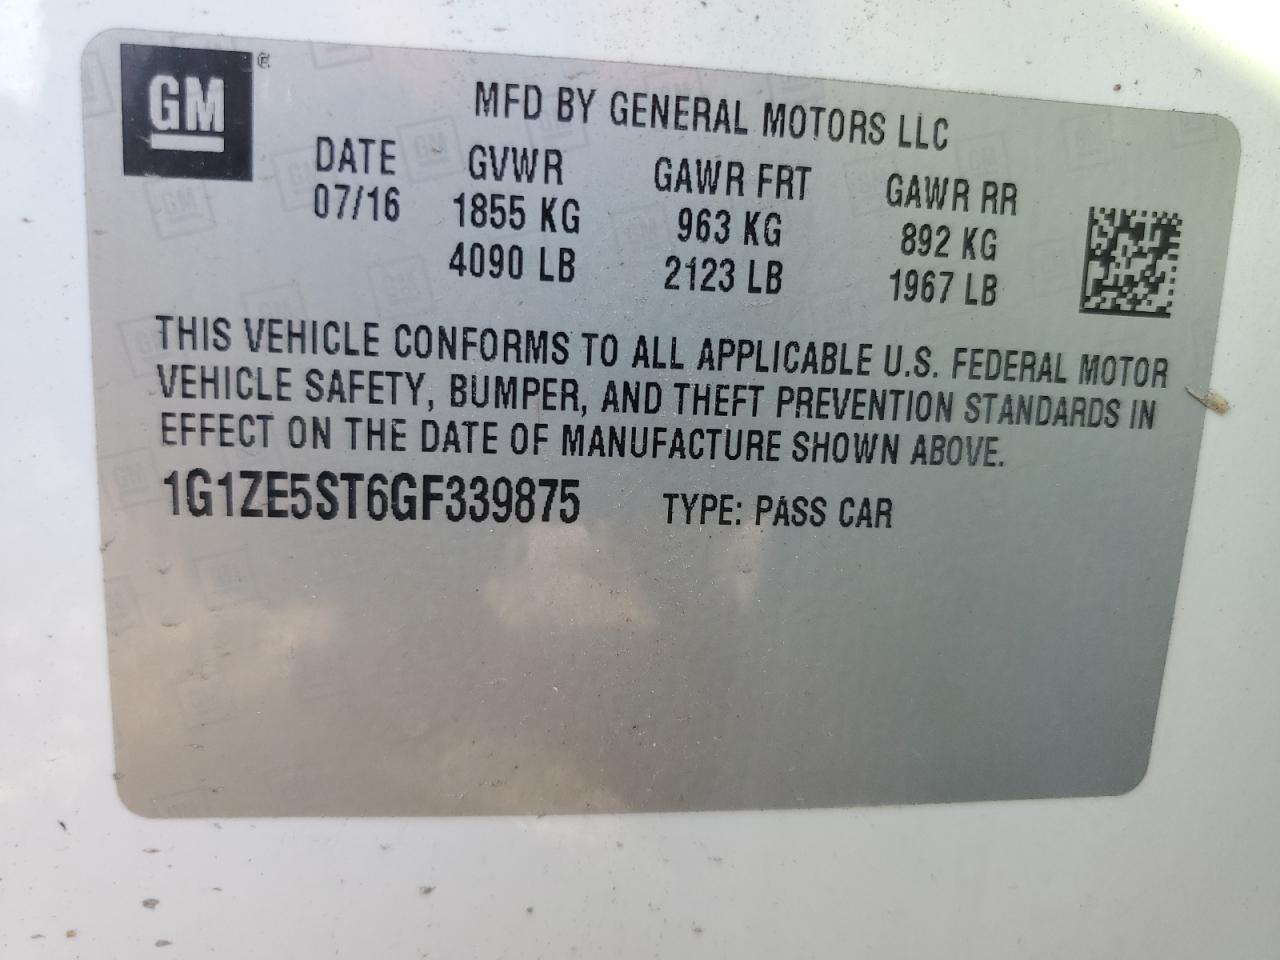 GM®
MFD BY GENERAL MOTORS LLC
DATE GVWR GAWR FRT GAWR RR
07/16 1855 KG 963 KG 892 KG
4090 LB 2123 LB 1967 LB
THIS VEHICLE CONFORMS TO ALL APPLICABLE U.S. FEDERAL MOTOR
VEHICLE SAFETY, BUMPER, AND THEFT PREVENTION STANDARDS IN
EFFECT ON THE DATE OF MANUFACTURE SHOWN ABOVE.
1G1ZE5ST6GF339875 TYPE: PASS CAR